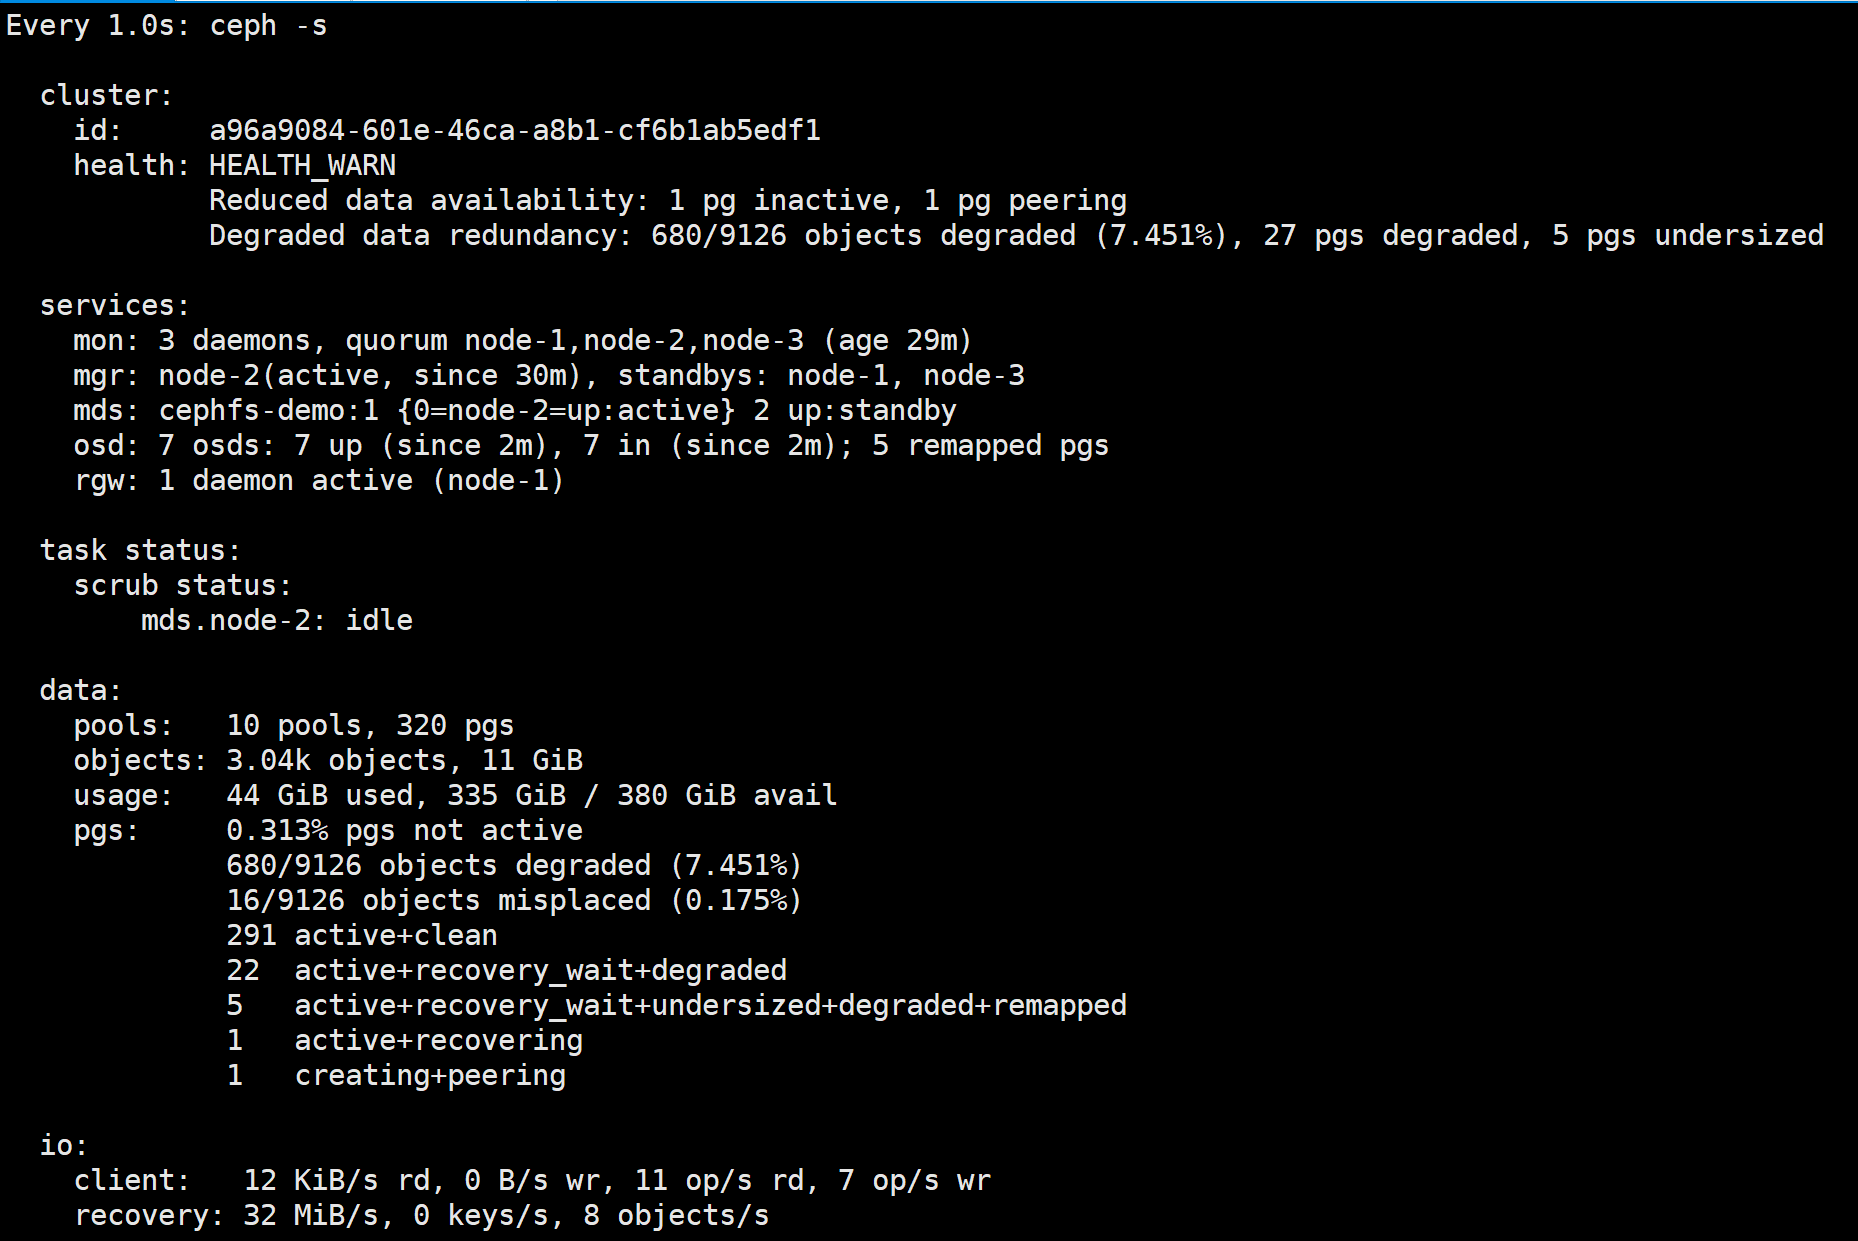 Every 1.0s: ceph -s
cluster:
id: a96a9084-601e-46ca-a8b1-cf6b1ab5edf1
health: HEALTH_WARN
Reduced data availability: 1 pg inactive, 1 pg peering
Degraded data redundancy: 680/9126 objects degraded (7.451%), 27 pgs degraded, 5 pgs undersized
services:
mon: 3 daemons, quorum node-1,node-2,node-3 (age 29m)
mgr: node-2(active, since 30m), standbys: node-1, node-3
mds: cephfs-demo:1 {0=node-2=up:active} 2 up:standby
osd: 7 osds: 7 up (since 2m), 7 in (since 2m); 5 remapped pgs
rgw: 1 daemon active (node-1)
task status:
scrub status:
mds.node-2: idle
data:
pools: 10 pools, 320 pgs
objects: 3.04k objects, 11 GiB
usage: 44 GiB used, 335 GiB / 380 GiB avail
pgs: 0.313% pgs not active
680/9126 objects degraded (7.451%)
16/9126 objects misplaced (0.175%)
291 active+clean
22 active+recovery_wait+degraded
5 active+recovery_wait+undersized+degraded+remapped
1 active+recovering
1 creating+peering
io:
client: 12 KiB/s rd, 0 B/s wr, 11 op/s rd, 7 op/s wr
recovery: 32 MiB/s, 0 keys/s, 8 objects/s